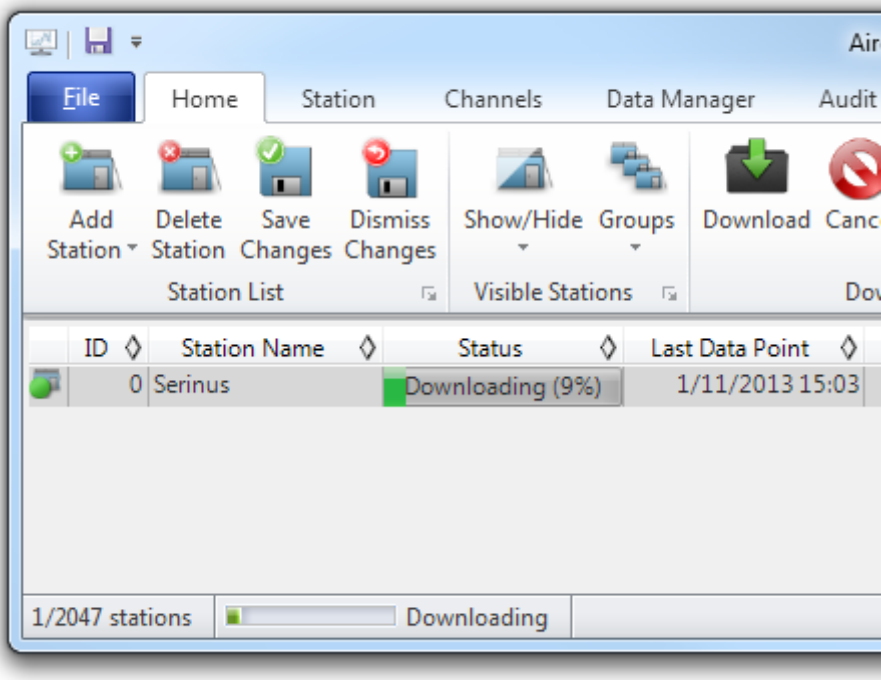 Air
File Home Station Channels Data Manager Audit
Add Station Delete Station Save Changes Dismiss Changes Show/Hide Groups Download Canc
Station List Visible Stations Dov
ID Station Name Status Last Data Point
0 Serinus Downloading (9%) 1/11/2013 15:03
1/2047 stations Downloading